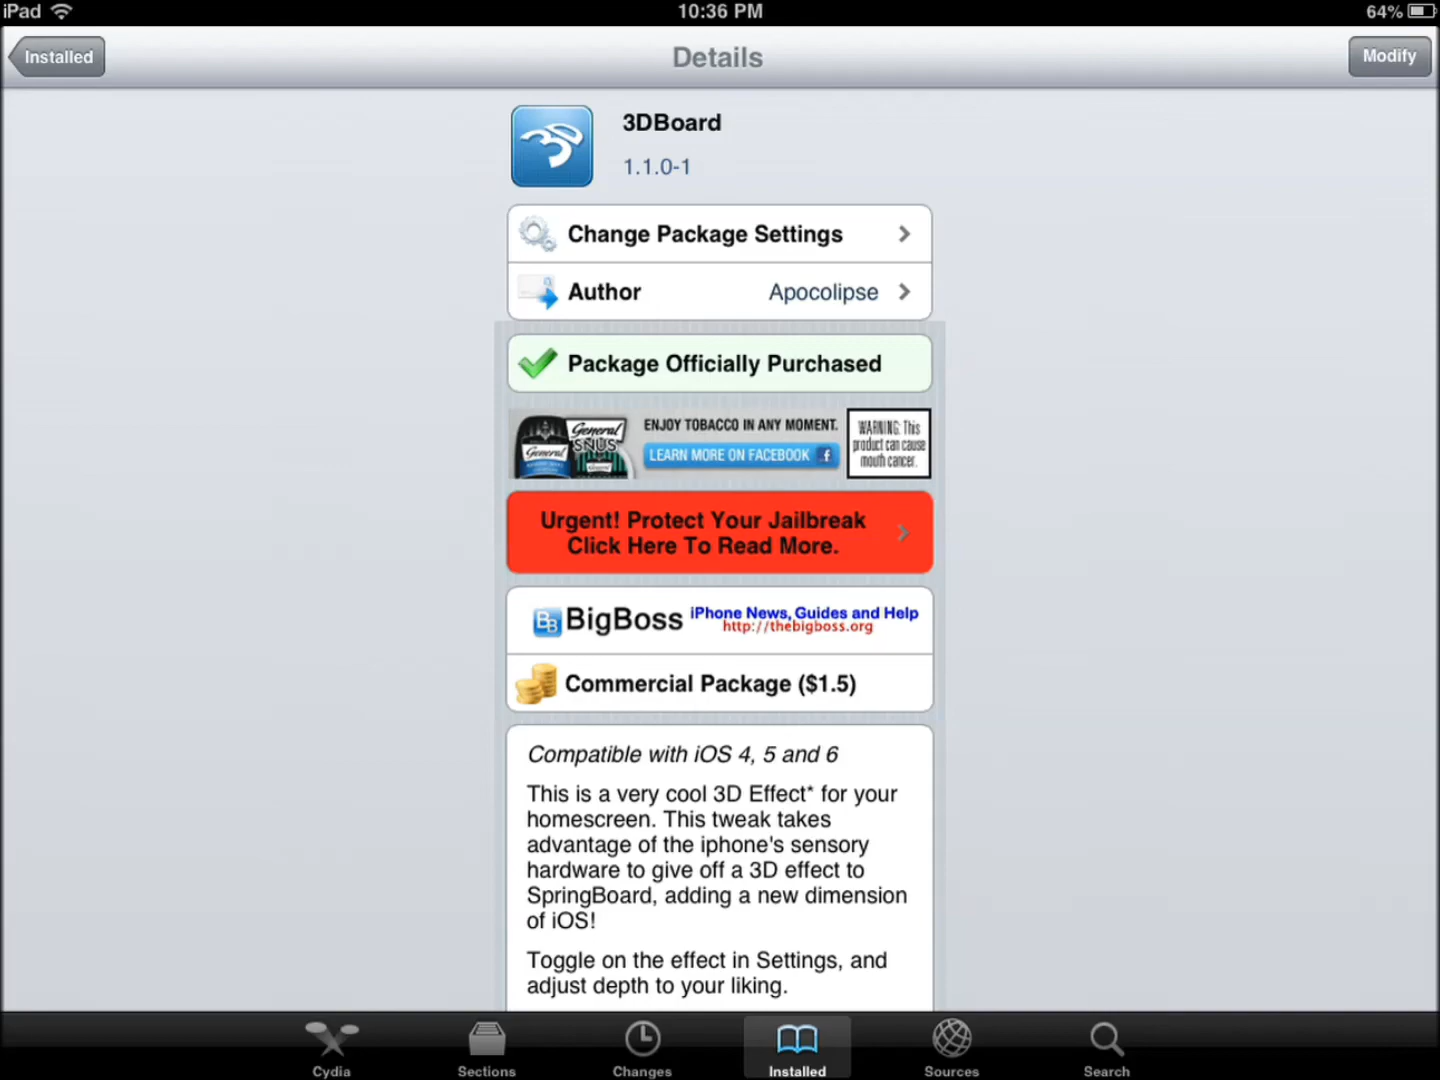 iPad
10:36 PM
64%
Installed
Details
Modify
3DBoard
1.1.0-1
Change Package Settings
Author
Apocolipse
Package Officially Purchased
General
General
SNUS
ENJOY TOBACCO IN ANY MOMENT.
LEARN MORE ON FACEBOOK f
WARNING: This
product can cause
mouth cancer.
Urgent! Protect Your Jailbreak
Click Here To Read More.
BB BigBoss
iPhone News, Guides and Help
http://thebigboss.org
Commercial Package ($1.5)
Compatible with iOS 4, 5 and 6
This is a very cool 3D Effect* for your
homescreen. This tweak takes
advantage of the iphone's sensory
hardware to give off a 3D effect to
SpringBoard, adding a new dimension
of iOS!
Toggle on the effect in Settings, and
adjust depth to your liking.
Cydia
Sections
Changes
Installed
Sources
Search